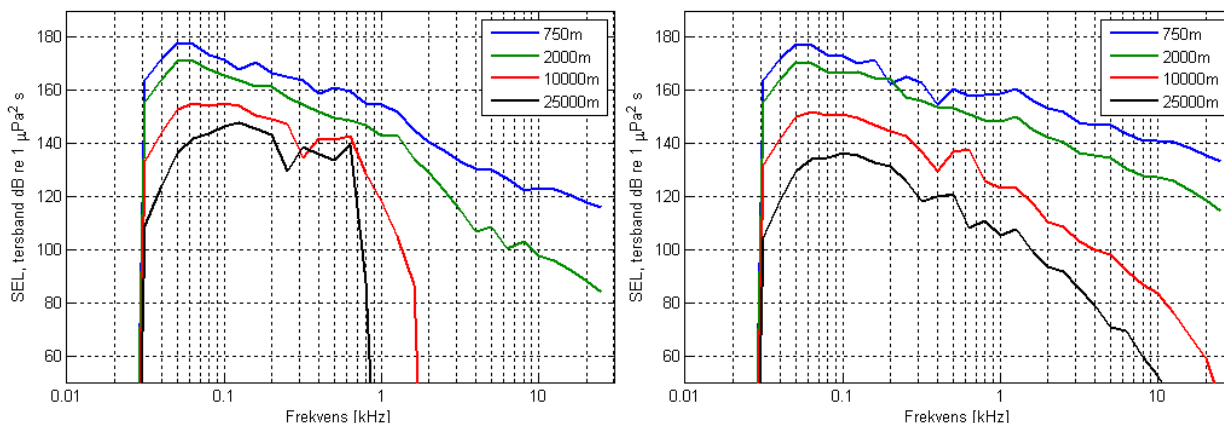 SEL, tersband dB re 1 µPa² s
180
160
140
120
100
80
60
0.01
0.1
1
10
Frekvens [kHz]
750m
2000m
10000m
25000m
SEL, tersband dB re 1 µPa² s
180
160
140
120
100
80
60
0.01
0.1
1
10
Frekvens [kHz]
750m
2000m
10000m
25000m